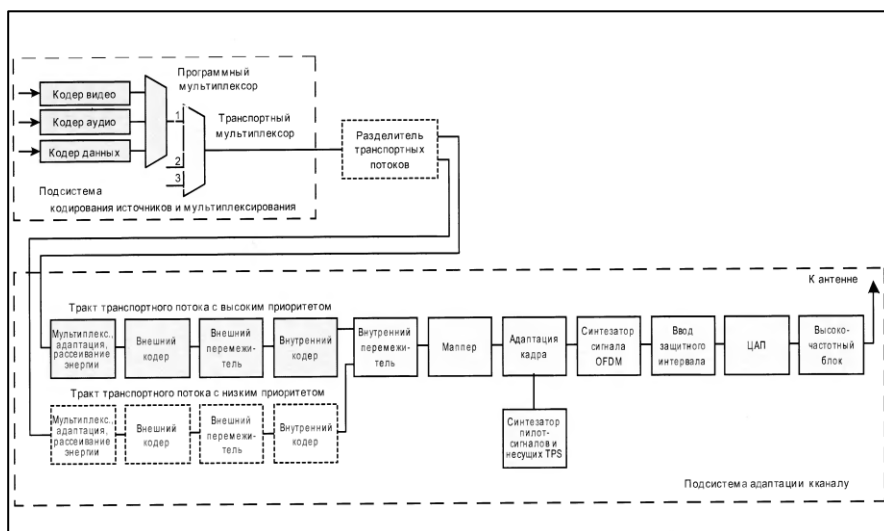 Программный
мультиплексор
Кодер видео
Кодер аудио
Кодер данных
1
2
3
Транспортный
мультиплексор
Разделитель
транспортных
потоков
Подсистема
кодирования источников и мультиплексирования
К антенне
Тракт транспортного потока с высоким приоритетом
Мультиплекс.,
адаптация,
рассеивание
энергии
Внешний
кодер
Внешний
перемежи-
тель
Внутренний
кодер
Внутренний
перемежи-
тель
Маппер
Адаптация
кадра
Синтезатор
сигнала
OFDM
Ввод
защитного
интервала
ЦАП
Высоко-
частотный
блок
Тракт транспортного потока с низким приоритетом
Мультиплекс.,
адаптация,
рассеивание
энергии
Внешний
кодер
Внешний
перемежи-
тель
Внутренний
кодер
Синтезатор
пилот-
сигналов и
несущих TPS
Подсистема адаптации кканалу